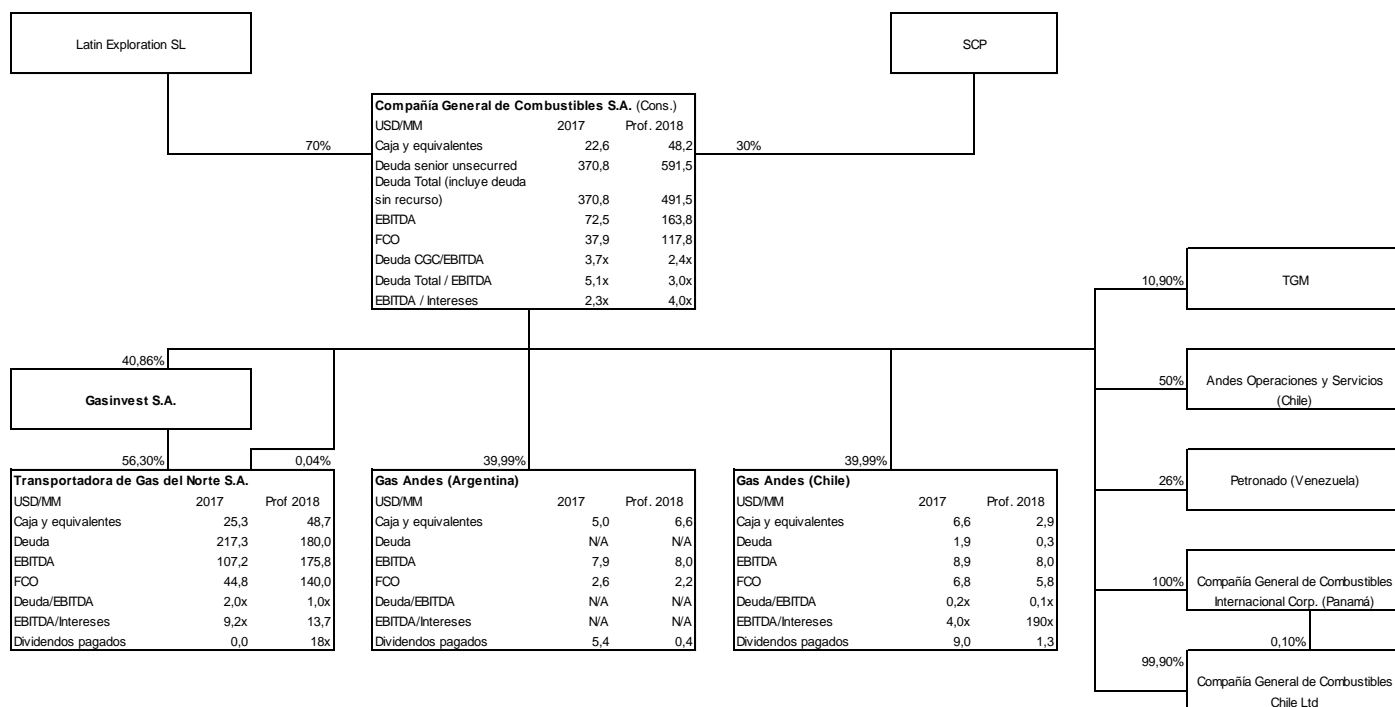 Latin Exploration SL
SCP
Compañía General de Combustibles S.A. (Cons.)
USD/MM 2017 Prof. 2018
70% Caja y equivalentes 22,6 48,2 30%
Deuda senior unsecurred 370,8 591,5
Deuda Total (incluye deuda
sin recurso) 370,8 491,5
EBITDA 72,5 163,8
FCO 37,9 117,8
Deuda CGC/EBITDA 3,7x 2,4x
Deuda Total / EBITDA 5,1x 3,0x
EBITDA / Intereses 2,3x 4,0x
10,90% TGM
40,86%
Gasinvest S.A.
50% Andes Operaciones y Servicios
(Chile)
56,30% 0,04% 39,99% 39,99%
Transportadora de Gas del Norte S.A.
USD/MM 2017 Prof 2018
Caja y equivalentes 25,3 48,7
Deuda 217,3 180,0
EBITDA 107,2 175,8
FCO 44,8 140,0
Deuda/EBITDA 2,0x 1,0x
EBITDA/Intereses 9,2x 13,7
Dividendos pagados 0,0 18x
Gas Andes (Argentina)
USD/MM 2017 Prof. 2018
Caja y equivalentes 5,0 6,6
Deuda N/A N/A
EBITDA 7,9 8,0
FCO 2,6 2,2
Deuda/EBITDA N/A N/A
EBITDA/Intereses N/A N/A
Dividendos pagados 5,4 0,4
Gas Andes (Chile)
USD/MM 2017 Prof. 2018
Caja y equivalentes 6,6 2,9
Deuda 1,9 0,3
EBITDA 8,9 8,0
FCO 6,8 5,8
Deuda/EBITDA 0,2x 0,1x
EBITDA/Intereses 4,0x 190x
Dividendos pagados 9,0 1,3
26% Petronado (Venezuela)
100% Compañía General de Combustibles
Internacional Corp. (Panamá)
0,10%
99,90%
Compañía General de Combustibles
Chile Ltd